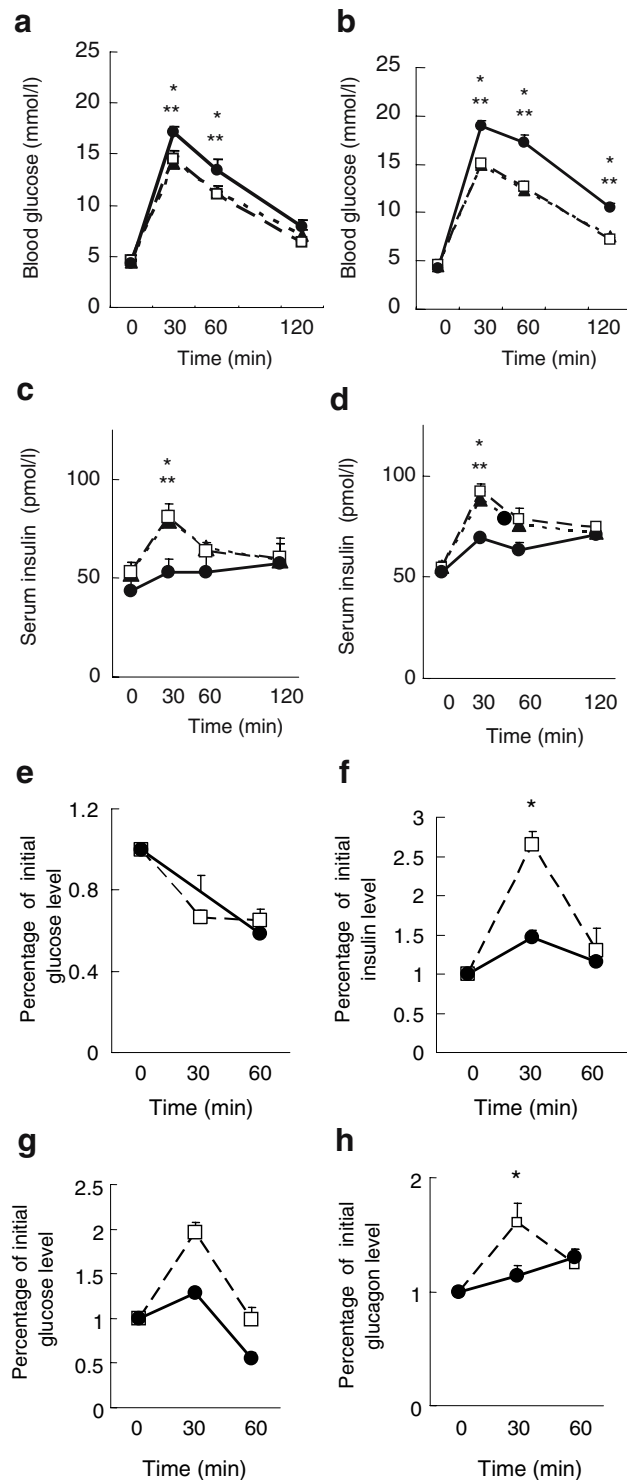 a
b
Blood glucose (mmol/l)
25
20
15
10
5
0
*
**
*
**
0 30 60 120
Time (min)
Blood glucose (mmol/l)
25
20
15
10
5
0
*
**
*
**
*
**
0 30 60 120
Time (min)
c
d
Serum insulin (pmol/l)
100
50
0
*
**
0 30 60 120
Time (min)
Serum insulin (pmol/l)
100
50
0
*
**
0 30 60 120
Time (min)
e
f
Percentage of initial
glucose level
1.2
0.8
0.4
0
0 30 60
Time (min)
Percentage of initial
insulin level
3
2.5
2
1.5
1
0.5
0
*
0 30 60
Time (min)
g
h
Percentage of initial
glucose level
2.5
2
1.5
1
0.5
0
0 30 60
Time (min)
Percentage of initial
glucagon level
2
1
0
*
0 30 60
Time (min)